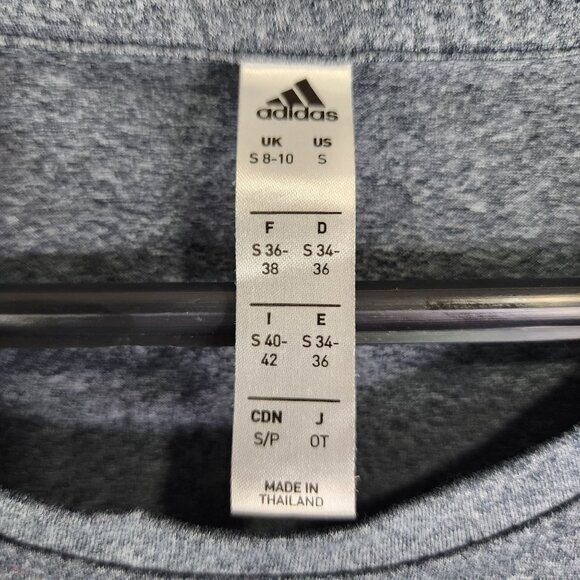 adidas
UK US
S 8-10 S
F D
S 36- S 34-
38 36
I E
S 40- S 34-
42 36
CDN J
S/P OT
MADE IN
THAILAND